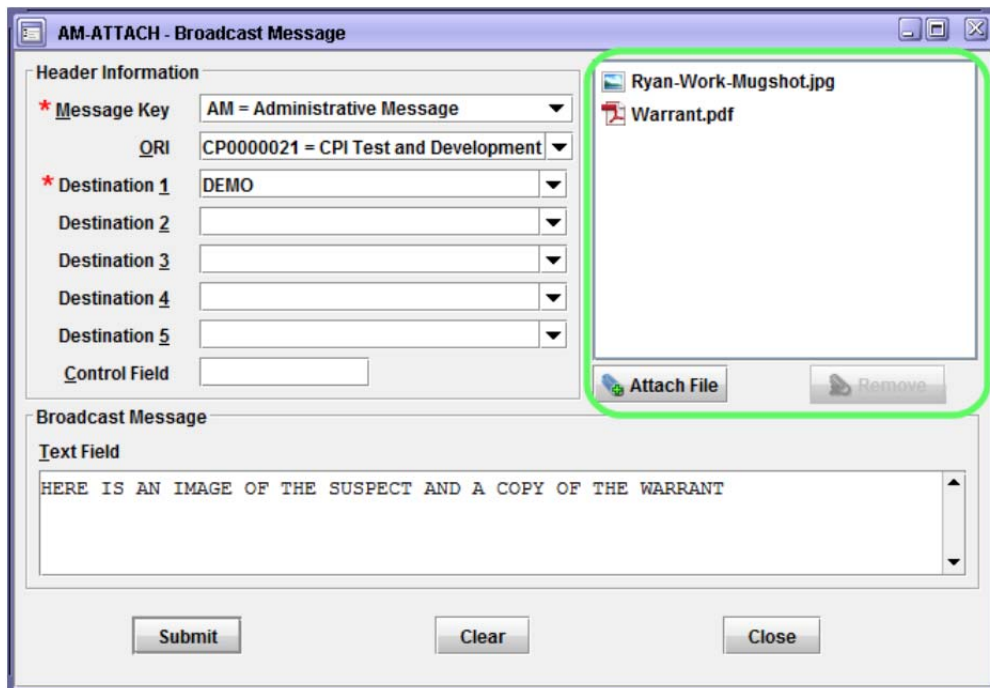 AM-ATTACH - Broadcast Message
Header Information
* Message Key AM = Administrative Message
ORI CP0000021 = CPI Test and Development
* Destination 1 DEMO
Destination 2
Destination 3
Destination 4
Destination 5
Control Field
Ryan-Work-Mugshot.jpg
Warrant.pdf
Attach File Remove
Broadcast Message
Text Field
HERE IS AN IMAGE OF THE SUSPECT AND A COPY OF THE WARRANT
Submit Clear Close